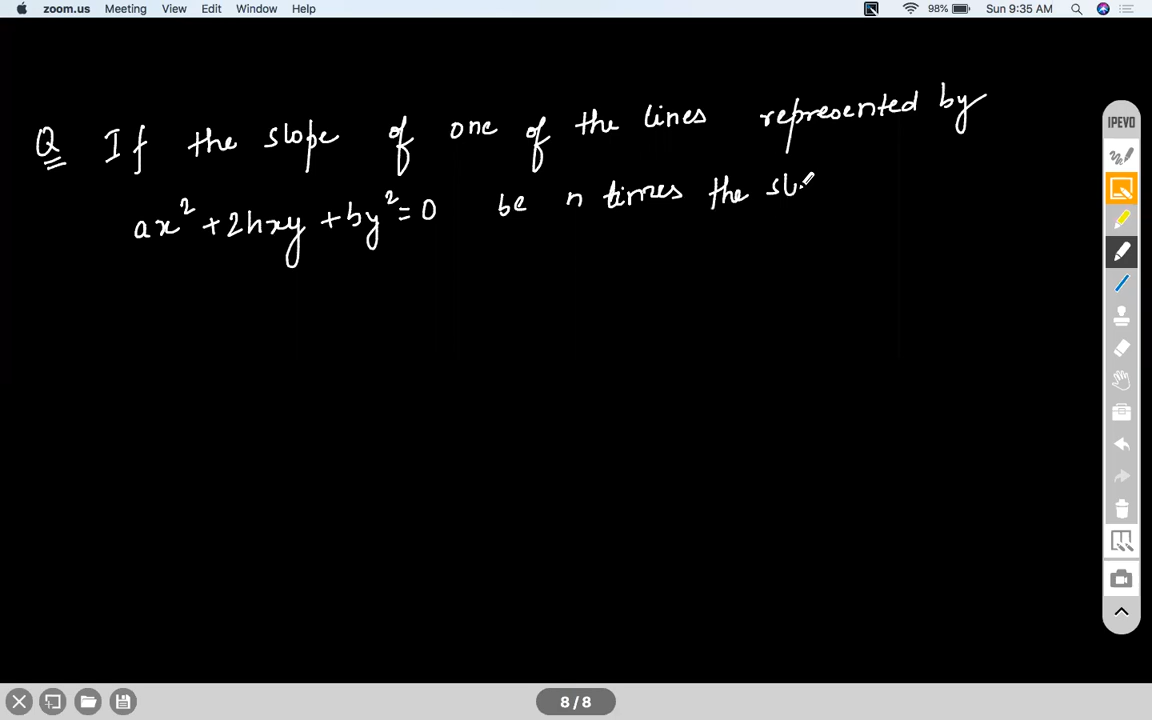 zoom.us Meeting View Edit Window Help 98% Sun 9:35 AM
Q If the slope of one of the lines represented by
IPEVO
ax² + 2hxy + by² = 0 be n times the slo
8 / 8